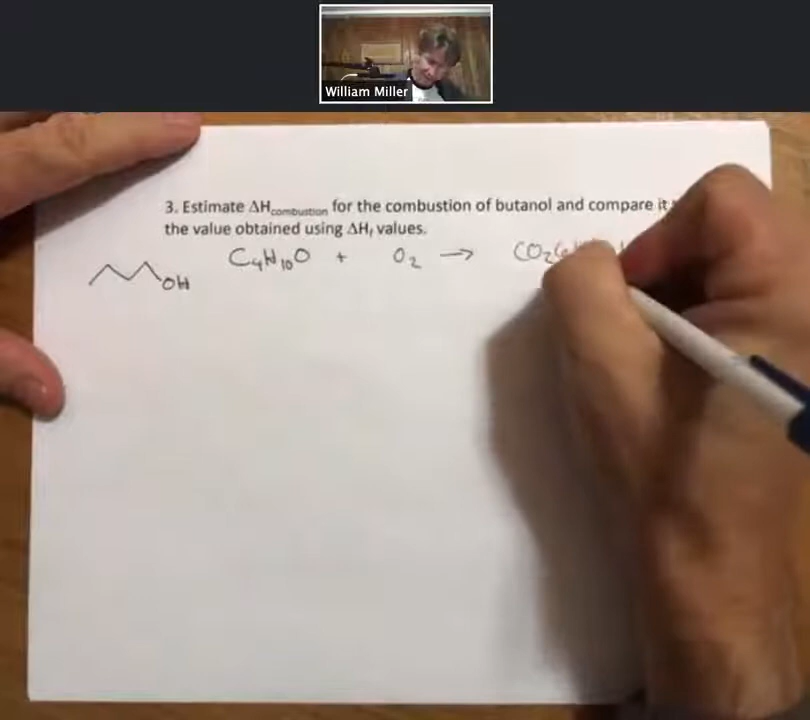 William Miller
3. Estimate ΔHcombustion for the combustion of butanol and compare it
the value obtained using ΔHf values.
C4H10O + O2 → CO2
OH